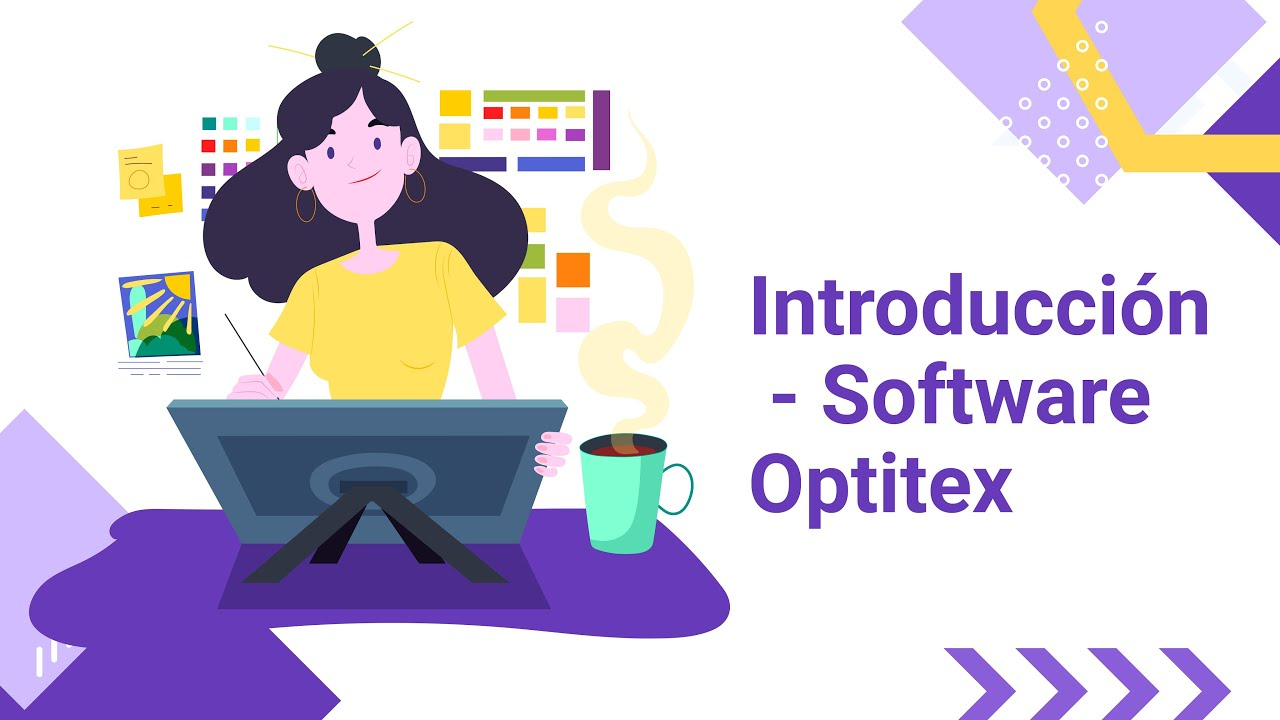 Introducción
- Software
Optitex